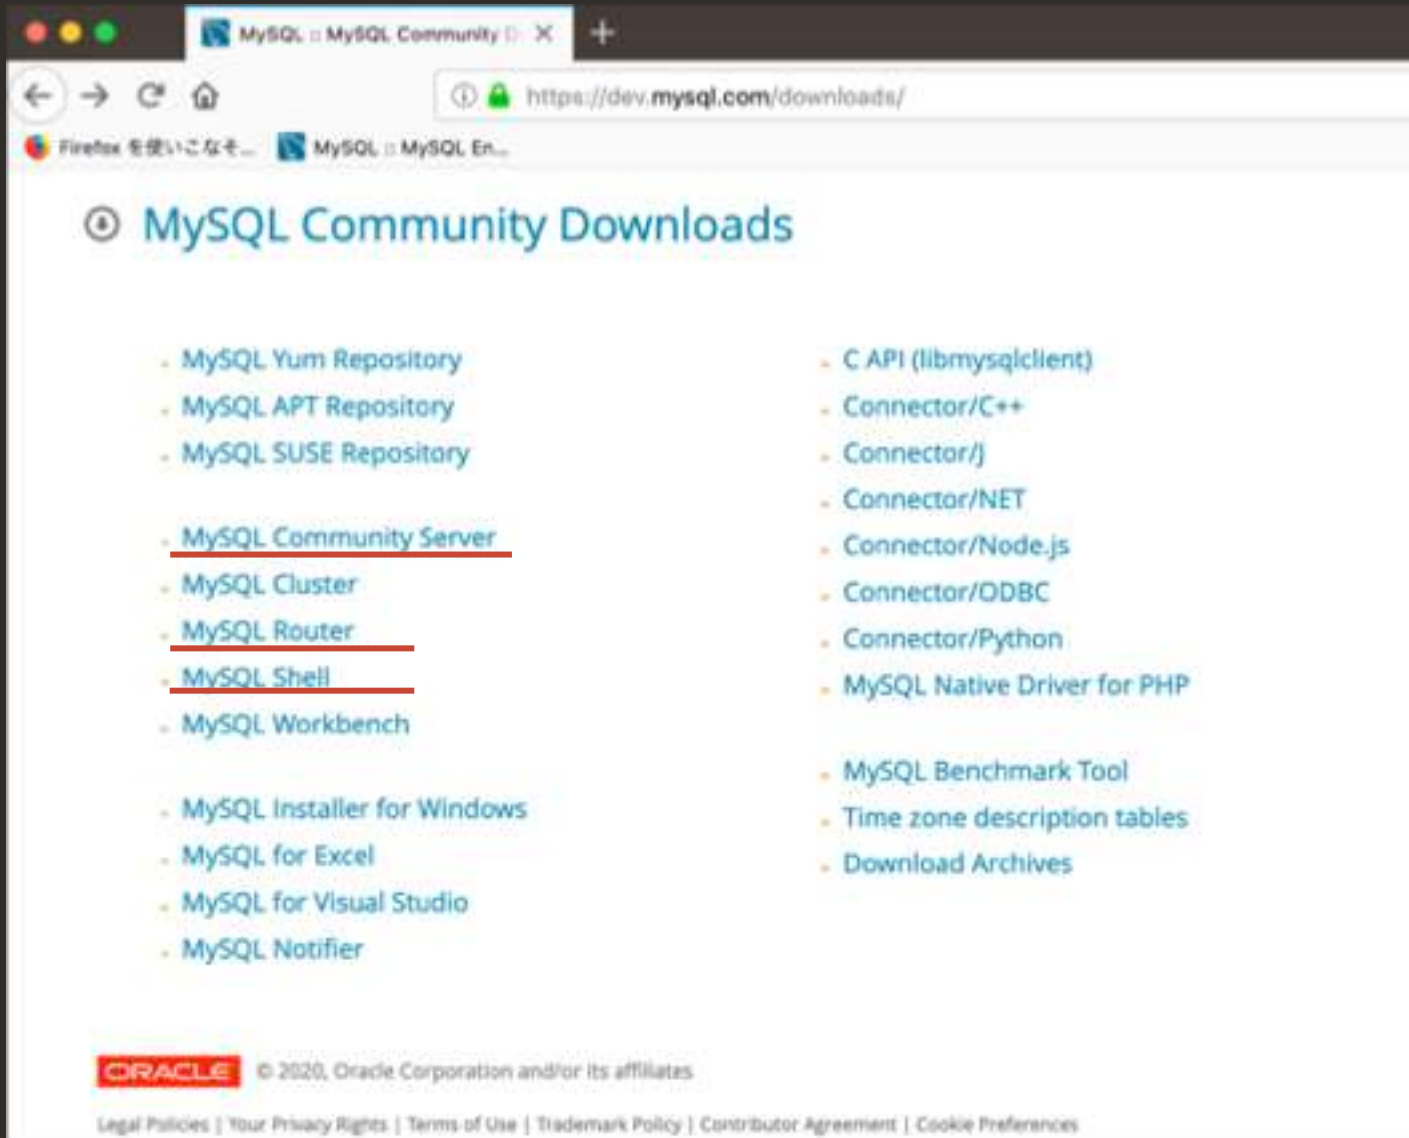 MySQL :: MySQL Community D
https://dev.mysql.com/downloads/
Firefox を使いこなそ...
MySQL :: MySQL En...
MySQL Community Downloads
MySQL Yum Repository
MySQL APT Repository
MySQL SUSE Repository
MySQL Community Server
MySQL Cluster
MySQL Router
MySQL Shell
MySQL Workbench
MySQL Installer for Windows
MySQL for Excel
MySQL for Visual Studio
MySQL Notifier
C API (libmysqlclient)
Connector/C++
Connector/J
Connector/NET
Connector/Node.js
Connector/ODBC
Connector/Python
MySQL Native Driver for PHP
MySQL Benchmark Tool
Time zone description tables
Download Archives
ORACLE © 2020, Oracle Corporation and/or its affiliates
Legal Policies | Your Privacy Rights | Terms of Use | Trademark Policy | Contributor Agreement | Cookie Preferences